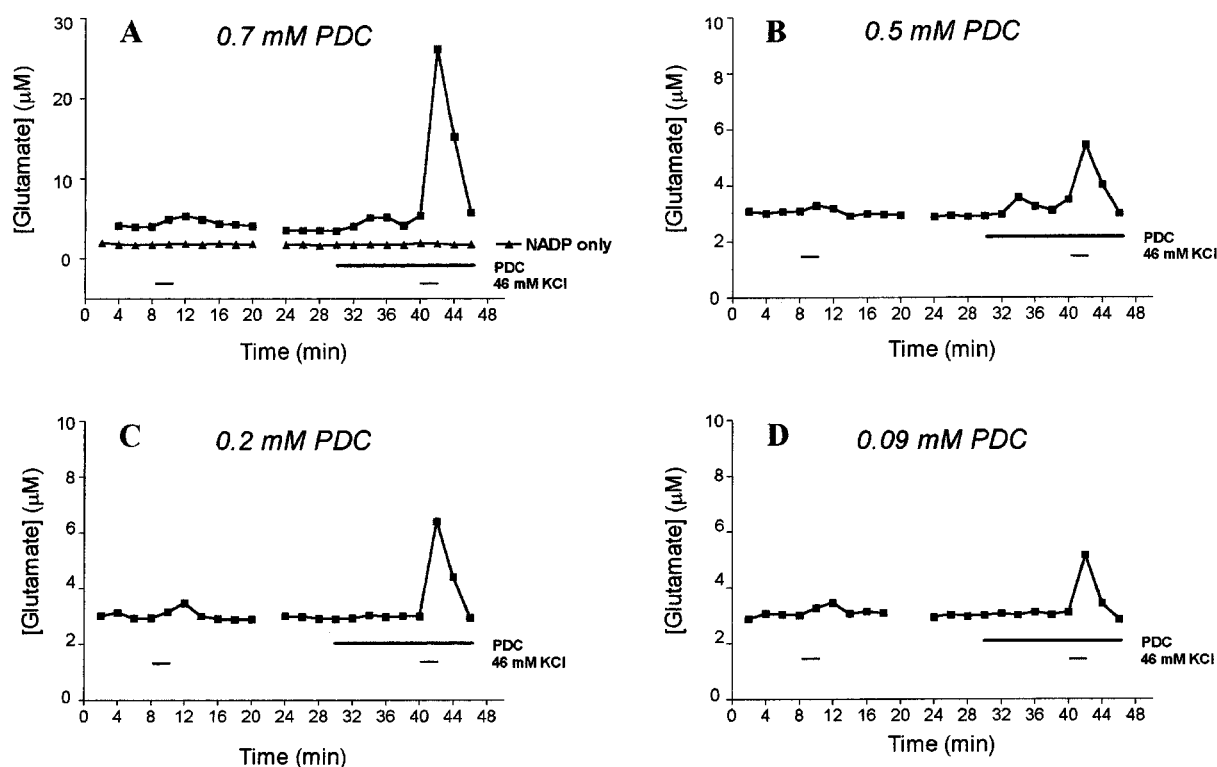 A
0.7 mM PDC
30
20
10
0
[Glutamate] (µM)
NADP only
PDC
46 mM KCl
0 4 8 12 16 20 24 28 32 36 40 44 48
Time (min)
B
0.5 mM PDC
10
8
6
4
2
0
[Glutamate] (µM)
PDC
46 mM KCl
0 4 8 12 16 20 24 28 32 36 40 44 48
Time (min)
C
0.2 mM PDC
10
8
6
4
2
0
[Glutamate] (µM)
PDC
46 mM KCl
0 4 8 12 16 20 24 28 32 36 40 44 48
Time (min)
D
0.09 mM PDC
10
8
6
4
2
0
[Glutamate] (µM)
PDC
46 mM KCl
0 4 8 12 16 20 24 28 32 36 40 44 48
Time (min)